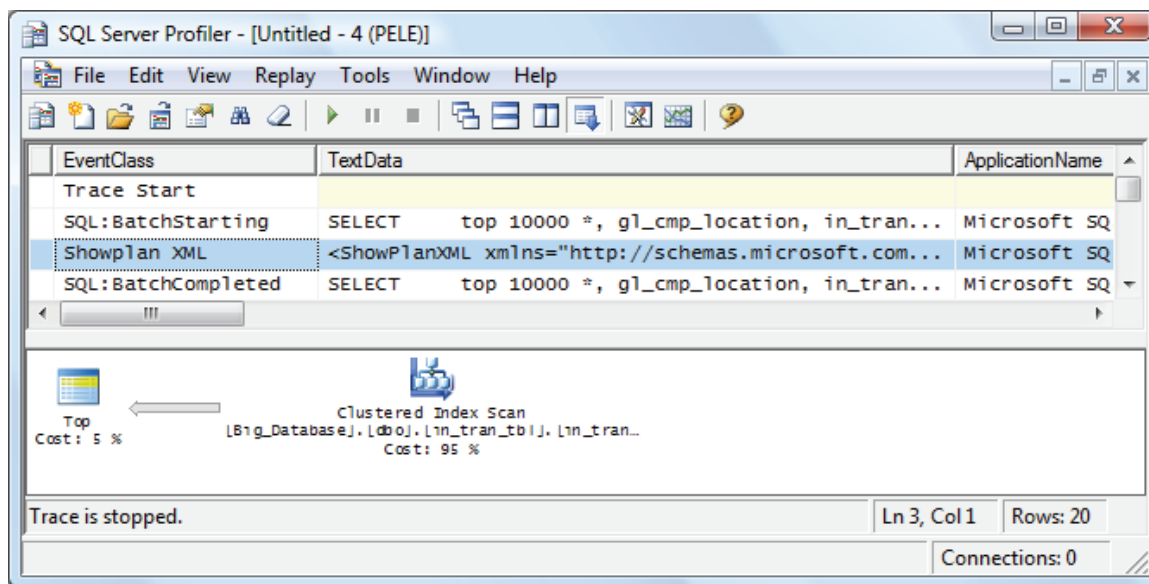 SQL Server Profiler - [Untitled - 4 (PELE)]
File Edit View Replay Tools Window Help
EventClass TextData ApplicationName
Trace Start
SQL:BatchStarting SELECT top 10000 *, gl_cmp_location, in_tran... Microsoft SQ
Showplan XML <ShowPlanXML xmlns="http://schemas.microsoft.com... Microsoft SQ
SQL:BatchCompleted SELECT top 10000 *, gl_cmp_location, in_tran... Microsoft SQ
Top
Cost: 5 %
Clustered Index Scan
[Big_Database].[dbo].[in_tran_tbl].[in_tran…
Cost: 95 %
Trace is stopped. Ln 3, Col 1 Rows: 20
Connections: 0